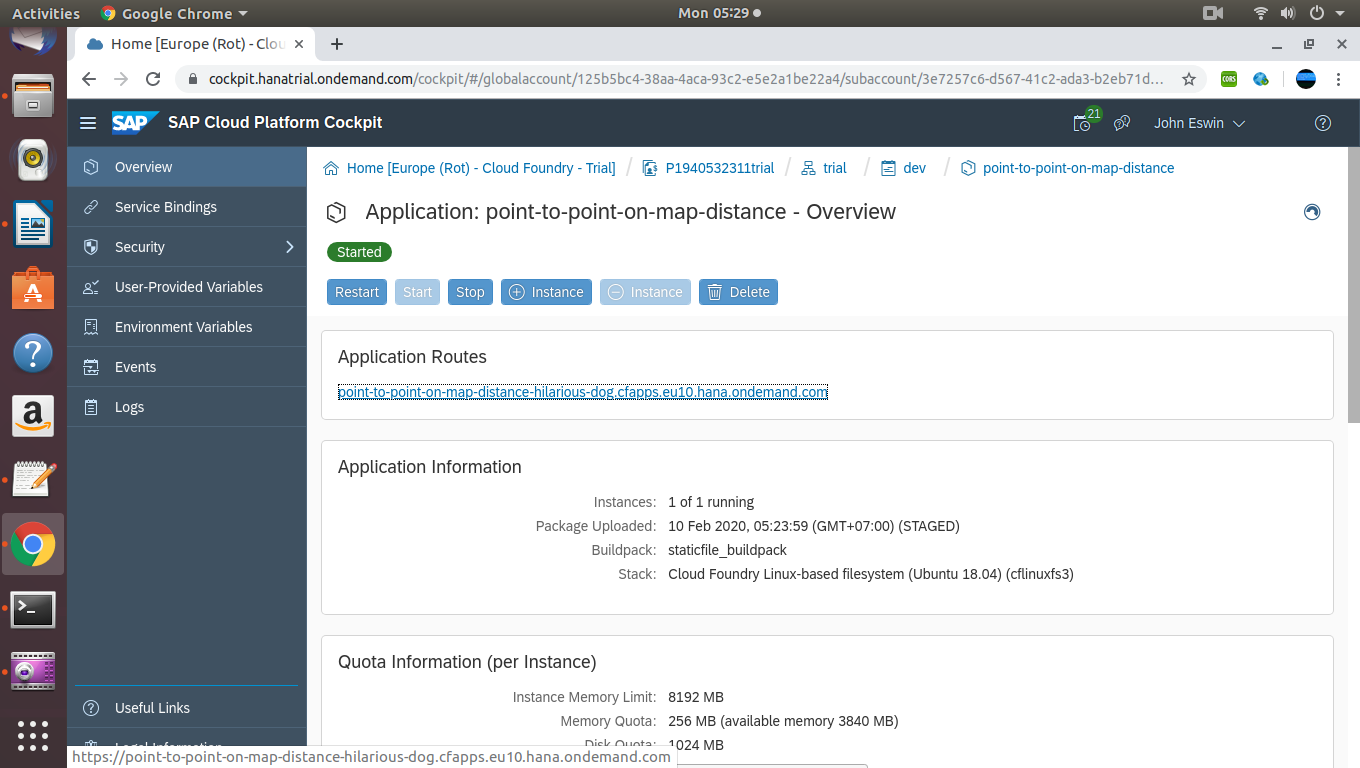 Activities Google Chrome Mon 05:29
Home [Europe (Rot) - Clou
cockpit.hanatrial.ondemand.com/cockpit/#/globalaccount/125b5bc4-38aa-4aca-93c2-e5e2a1be22a4/subaccount/3e7257c6-d567-41c2-ada3-b2eb71d...
CORS
SAP SAP Cloud Platform Cockpit 21 John Eswin
Overview
Service Bindings
Security
User-Provided Variables
Environment Variables
Events
Logs
Useful Links
Legal Information
Home [Europe (Rot) - Cloud Foundry - Trial] / P1940532311trial / trial / dev / point-to-point-on-map-distance
Application: point-to-point-on-map-distance - Overview
Started
Restart Start Stop Instance Instance Delete
Application Routes
point-to-point-on-map-distance-hilarious-dog.cfapps.eu10.hana.ondemand.com
Application Information
Instances: 1 of 1 running
Package Uploaded: 10 Feb 2020, 05:23:59 (GMT+07:00) (STAGED)
Buildpack: staticfile_buildpack
Stack: Cloud Foundry Linux-based filesystem (Ubuntu 18.04) (cflinuxfs3)
Quota Information (per Instance)
Instance Memory Limit: 8192 MB
Memory Quota: 256 MB (available memory 3840 MB)
Disk Quota: 1024 MB
https://point-to-point-on-map-distance-hilarious-dog.cfapps.eu10.hana.ondemand.com